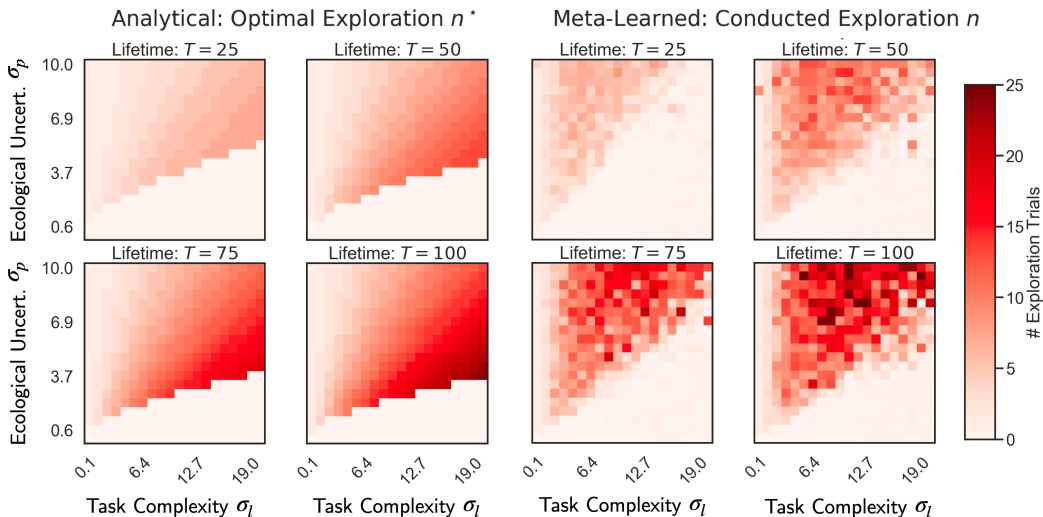 Analytical: Optimal Exploration n*
Meta-Learned: Conducted Exploration n
Lifetime: T = 25
Lifetime: T = 50
Lifetime: T = 25
Lifetime: T = 50
Ecological Uncert. σp
10.0
6.9
3.7
0.6
Lifetime: T = 75
Lifetime: T = 100
Lifetime: T = 75
Lifetime: T = 100
Ecological Uncert. σp
10.0
6.9
3.7
0.6
0.1 6.4 12.7 19.0
0.1 6.4 12.7 19.0
0.1 6.4 12.7 19.0
0.1 6.4 12.7 19.0
Task Complexity σl
Task Complexity σl
Task Complexity σl
Task Complexity σl
25
20
15
10
5
0
# Exploration Trials